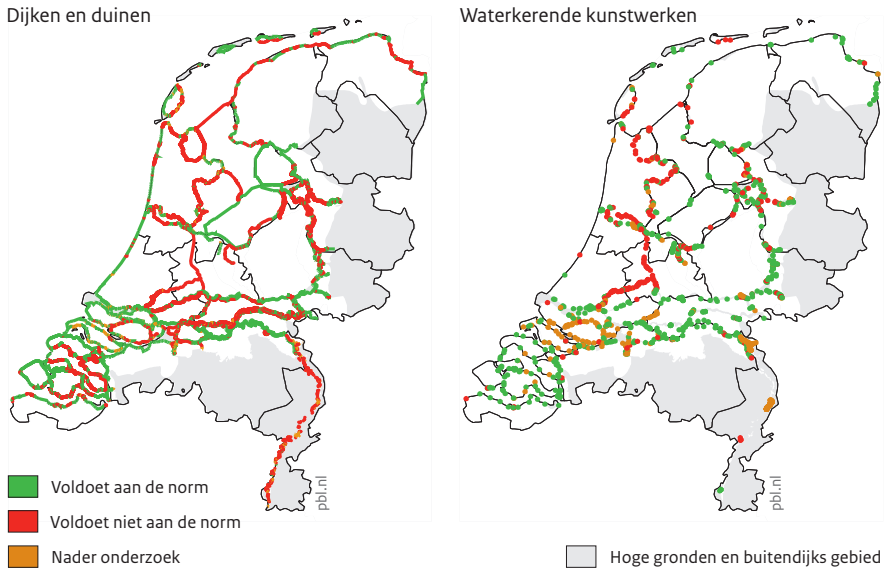 Dijken en duinen
Waterkerende kunstwerken
pbl.nl
pbl.nl
Voldoet aan de norm
Voldoet niet aan de norm
Nader onderzoek
Hoge gronden en buitendijks gebied